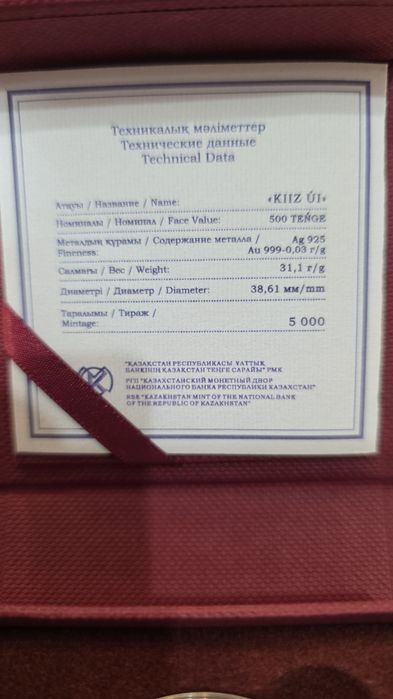 Техникалық мәліметтер
Технические данные
Technical Data
Атауы / Название / Name: «KIIZ ÚI»
Номиналы / Номинал / Face Value: 500 TEŃGE
Металдың құрамы / Содержание металла / Ag 925
Fineness: Au 999-0,03 г/g
Салмағы / Вес / Weight: 31,1 г/g
Диаметрі / Диаметр / Diameter: 38,61 мм/mm
Таралымы / Тираж /
Mintage: 5 000
"ҚАЗАҚСТАН РЕСПУБЛИКАСЫ ҰЛТТЫҚ
БАНКІНІҢ ҚАЗАҚСТАН ТЕҢГЕ САРАЙЫ" РМК
РГП "КАЗАХСТАНСКИЙ МОНЕТНЫЙ ДВОР
НАЦИОНАЛЬНОГО БАНКА РЕСПУБЛИКИ КАЗАХСТАН"
RSE "KAZAKHSTAN MINT OF THE NATIONAL BANK
OF THE REPUBLIC OF KAZAKHSTAN"